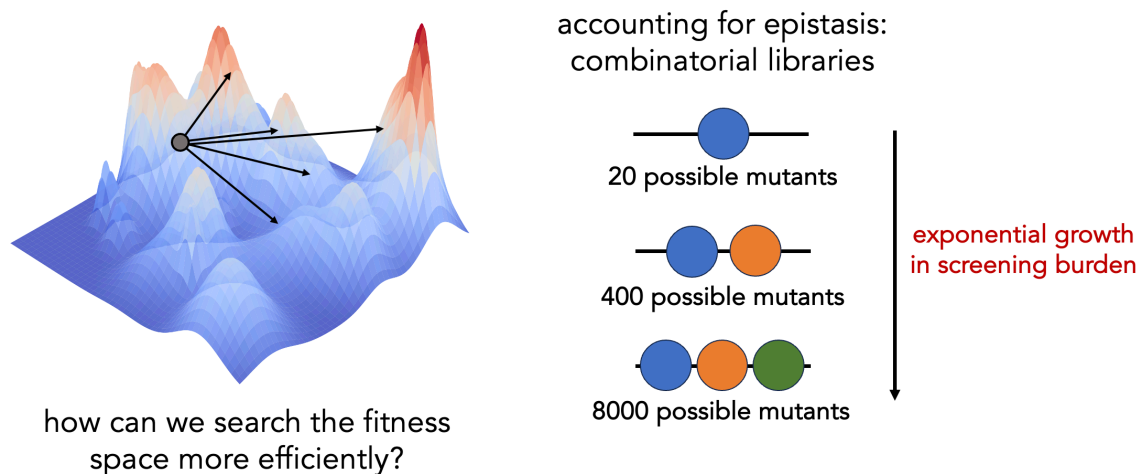 how can we search the fitness
space more efficiently?
accounting for epistasis:
combinatorial libraries
20 possible mutants
400 possible mutants
8000 possible mutants
exponential growth
in screening burden